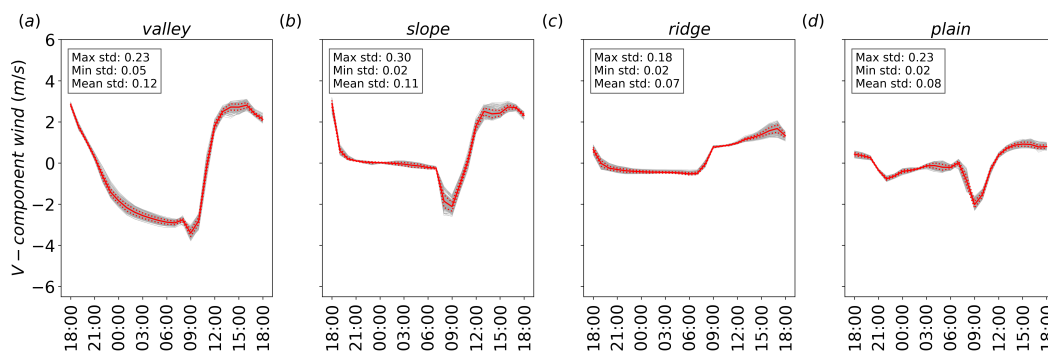 (a) valley
(b) slope
(c) ridge
(d) plain
V − component wind (m/s)
6
4
2
0
−2
−4
−6
Max std: 0.23
Min std: 0.05
Mean std: 0.12
Max std: 0.30
Min std: 0.02
Mean std: 0.11
Max std: 0.18
Min std: 0.02
Mean std: 0.07
Max std: 0.23
Min std: 0.02
Mean std: 0.08
18:00 21:00 00:00 03:00 06:00 09:00 12:00 15:00 18:00
18:00 21:00 00:00 03:00 06:00 09:00 12:00 15:00 18:00
18:00 21:00 00:00 03:00 06:00 09:00 12:00 15:00 18:00
18:00 21:00 00:00 03:00 06:00 09:00 12:00 15:00 18:00